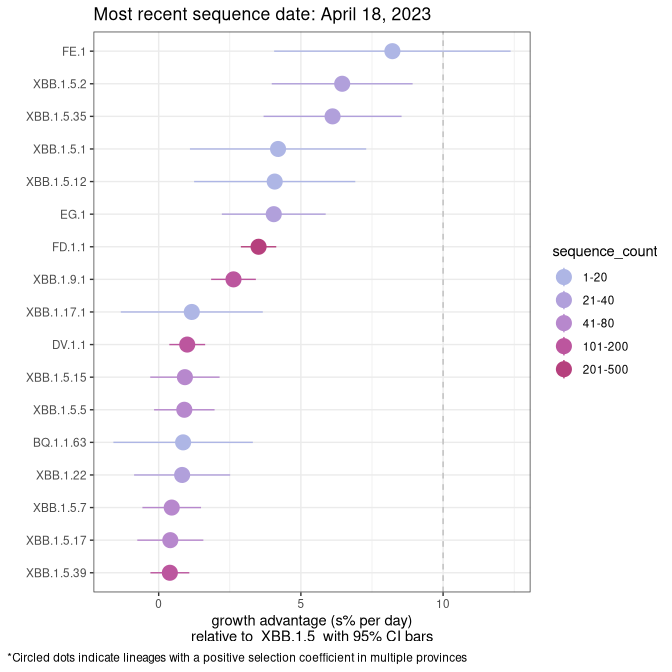 Most recent sequence date: April 18, 2023
FE.1
XBB.1.5.2
XBB.1.5.35
XBB.1.5.1
XBB.1.5.12
EG.1
FD.1.1
XBB.1.9.1
XBB.1.17.1
DV.1.1
XBB.1.5.15
XBB.1.5.5
BQ.1.1.63
XBB.1.22
XBB.1.5.7
XBB.1.5.17
XBB.1.5.39
0 5 10
growth advantage (s% per day)
relative to XBB.1.5 with 95% CI bars
sequence_count
1-20
21-40
41-80
101-200
201-500
*Circled dots indicate lineages with a positive selection coefficient in multiple provinces